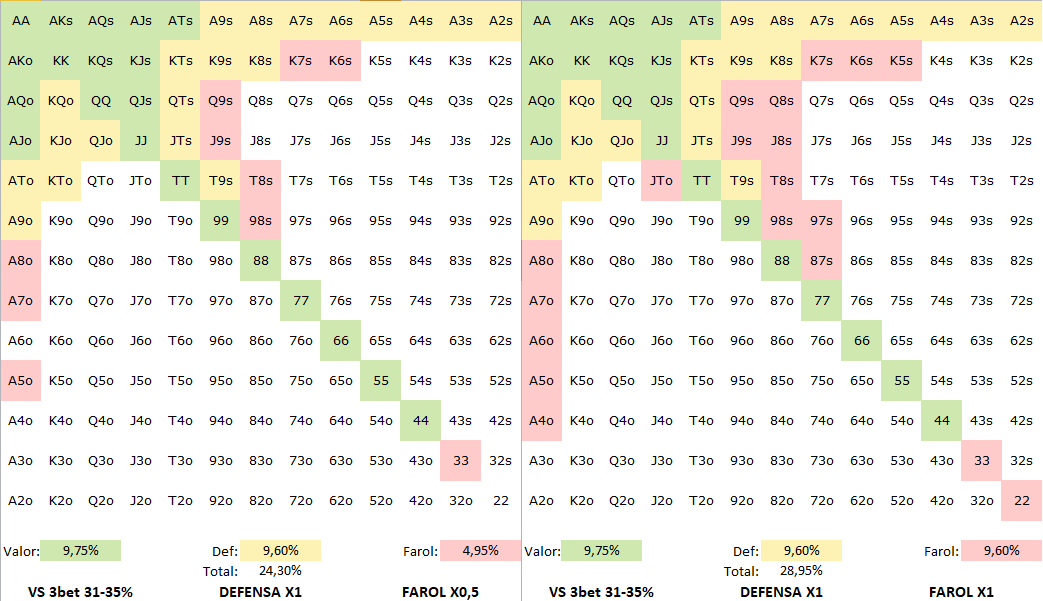 AA AKs AQs AJs ATs A9s A8s A7s A6s A5s A4s A3s A2s AA AKs AQs AJs ATs A9s A8s A7s A6s A5s A4s A3s A2s
AKo KK KQs KJs KTs K9s K8s K7s K6s K5s K4s K3s K2s AKo KK KQs KJs KTs K9s K8s K7s K6s K5s K4s K3s K2s
AQo KQo QQ QJs QTs Q9s Q8s Q7s Q6s Q5s Q4s Q3s Q2s AQo KQo QQ QJs QTs Q9s Q8s Q7s Q6s Q5s Q4s Q3s Q2s
AJo KJo QJo JJ JTs J9s J8s J7s J6s J5s J4s J3s J2s AJo KJo QJo JJ JTs J9s J8s J7s J6s J5s J4s J3s J2s
ATo KTo QTo JTo TT T9s T8s T7s T6s T5s T4s T3s T2s ATo KTo QTo JTo TT T9s T8s T7s T6s T5s T4s T3s T2s
A9o K9o Q9o J9o T9o 99 98s 97s 96s 95s 94s 93s 92s A9o K9o Q9o J9o T9o 99 98s 97s 96s 95s 94s 93s 92s
A8o K8o Q8o J8o T8o 98o 88 87s 86s 85s 84s 83s 82s A8o K8o Q8o J8o T8o 98o 88 87s 86s 85s 84s 83s 82s
A7o K7o Q7o J7o T7o 97o 87o 77 76s 75s 74s 73s 72s A7o K7o Q7o J7o T7o 97o 87o 77 76s 75s 74s 73s 72s
A6o K6o Q6o J6o T6o 96o 86o 76o 66 65s 64s 63s 62s A6o K6o Q6o J6o T6o 96o 86o 76o 66 65s 64s 63s 62s
A5o K5o Q5o J5o T5o 95o 85o 75o 65o 55 54s 53s 52s A5o K5o Q5o J5o T5o 95o 85o 75o 65o 55 54s 53s 52s
A4o K4o Q4o J4o T4o 94o 84o 74o 64o 54o 44 43s 42s A4o K4o Q4o J4o T4o 94o 84o 74o 64o 54o 44 43s 42s
A3o K3o Q3o J3o T3o 93o 83o 73o 63o 53o 43o 33 32s A3o K3o Q3o J3o T3o 93o 83o 73o 63o 53o 43o 33 32s
A2o K2o Q2o J2o T2o 92o 82o 72o 62o 52o 42o 32o 22 A2o K2o Q2o J2o T2o 92o 82o 72o 62o 52o 42o 32o 22
Valor: 9,75% Def: 9,60% Farol: 4,95% Valor: 9,75% Def: 9,60% Farol: 9,60%
Total: 24,30% Total: 28,95%
VS 3bet 31-35% DEFENSA X1 FAROL X0,5 VS 3bet 31-35% DEFENSA X1 FAROL X1